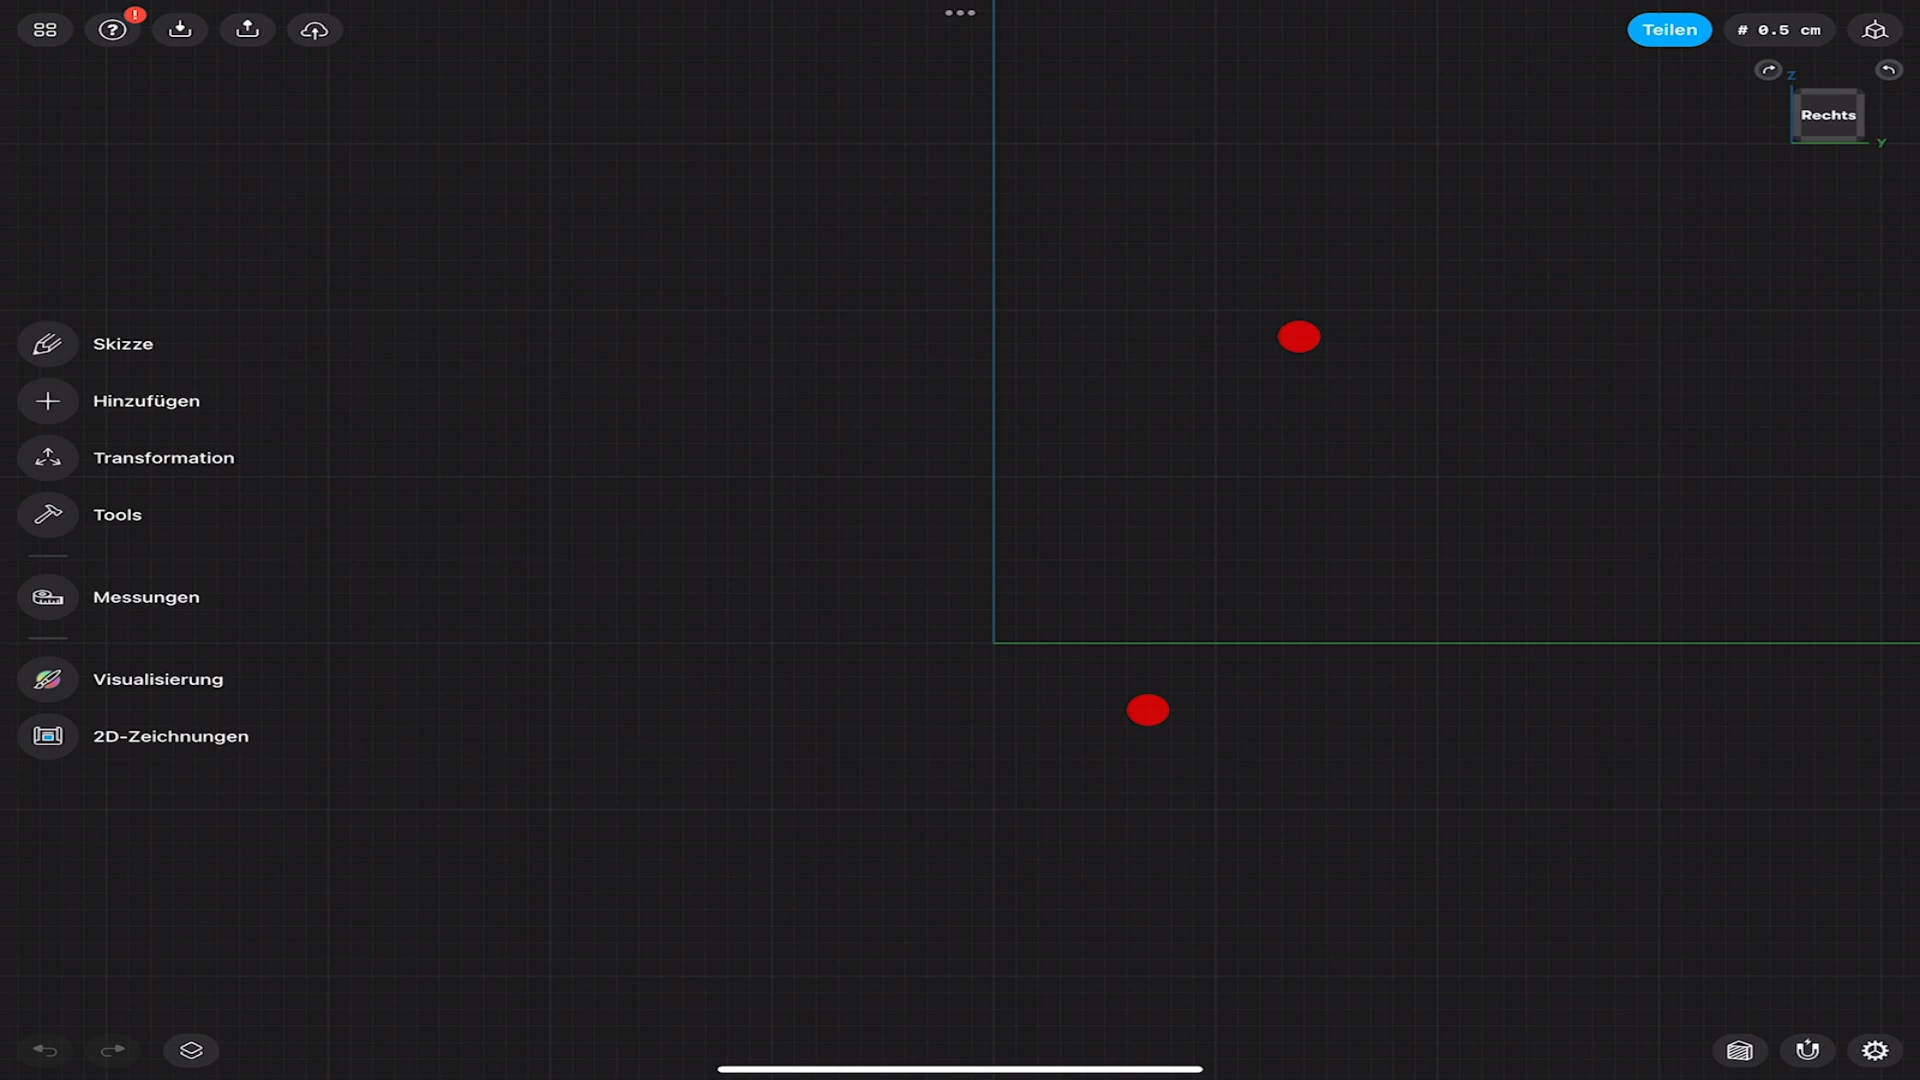 !
Teilen
# 0.5 cm
Z
Rechts
Y
Skizze
Hinzufügen
Transformation
Tools
Messungen
Visualisierung
2D-Zeichnungen